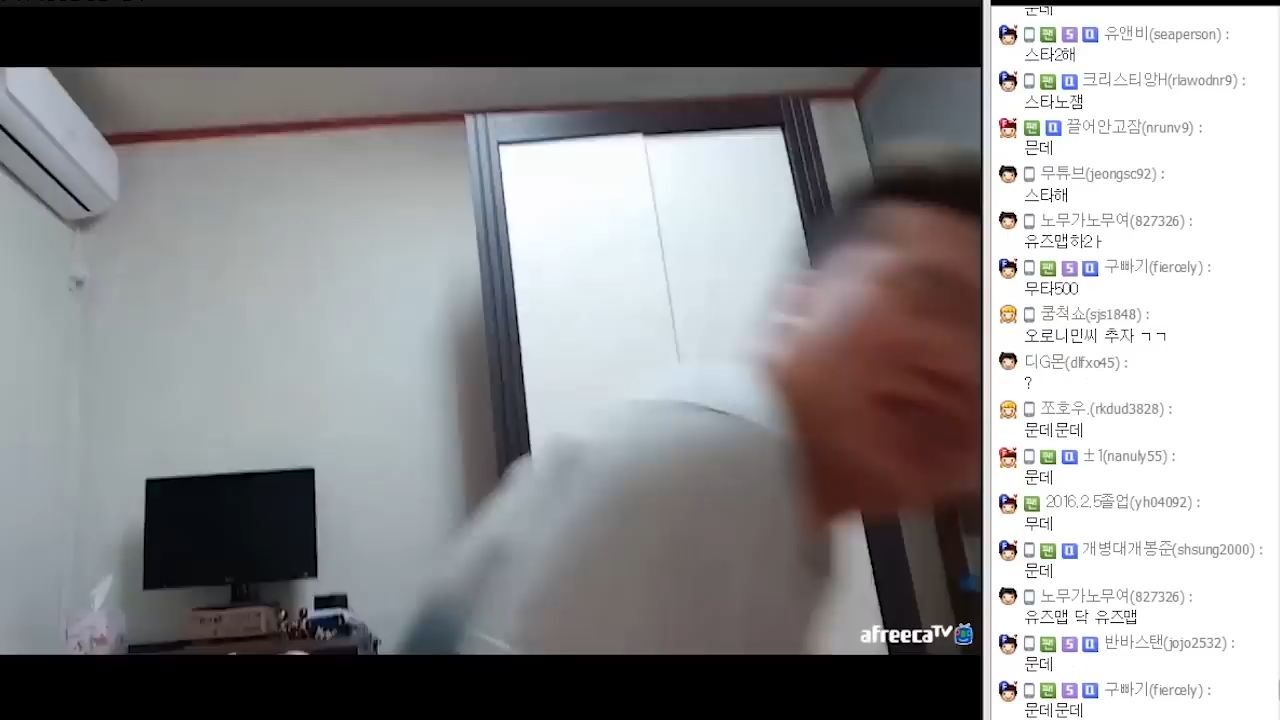 문데
유앤비(seaperson) :
스타2해
크리스티앙H(rlawodnr9) :
스타노잼
끌어안고잠(nrunv9) :
믄데
무튜브(jeongsc92) :
스타해
노무가노무여(827326) :
유즈맵하2ㅏ
구빠기(fiercely) :
무타500
쿵척쇼(sjs1848) :
오로니민씨 추자 ㄱㄱ
디G몬(dlfxo45) :
?
쪼호우.(rkdud3828) :
문데문데
±1(nanuly55) :
문데
2016.2.5졸업(yh04092) :
무데
개병대개봉준(shsung2000) :
문데
노무가노무여(827326) :
유즈맵 닥 유즈맵
반바스탠(jojo2532) :
문데
구빠기(fiercely) :
문데문데
afreecaTV